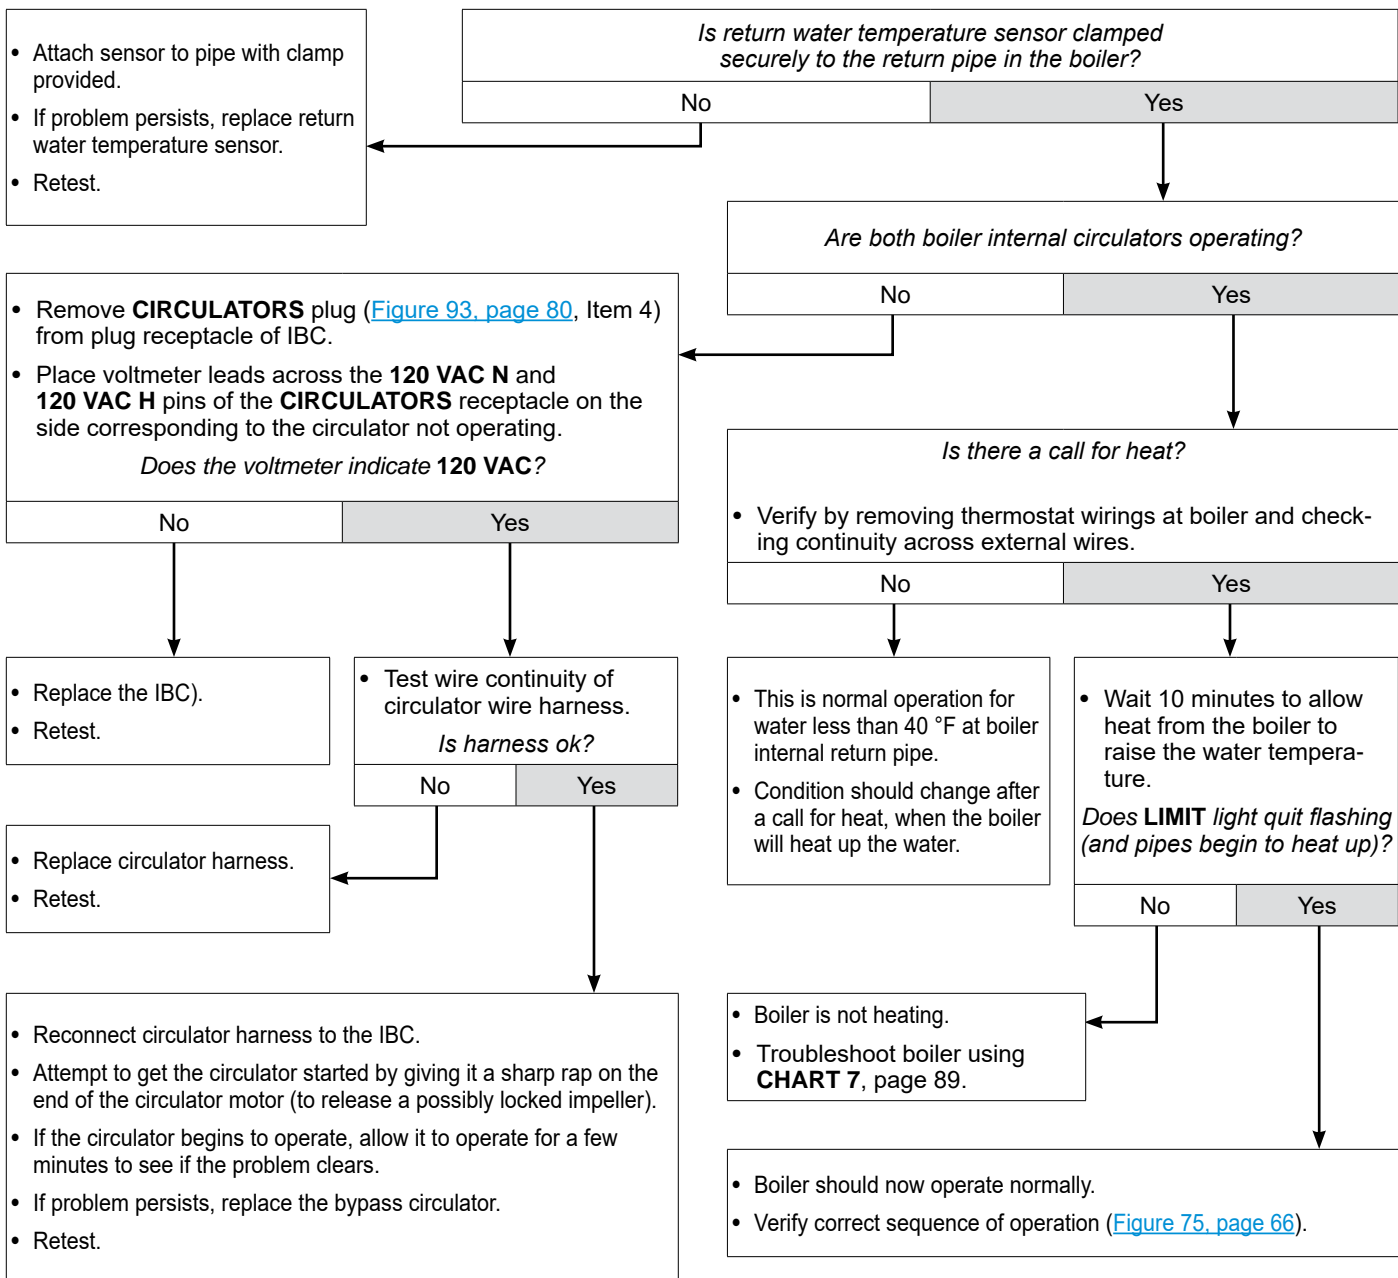 Is return water temperature sensor clamped
securely to the return pipe in the boiler?
No
Yes
• Attach sensor to pipe with clamp
provided.
• If problem persists, replace return
water temperature sensor.
• Retest.
Are both boiler internal circulators operating?
No
Yes
• Remove CIRCULATORS plug (Figure 93, page 80, Item 4)
from plug receptacle of IBC.
• Place voltmeter leads across the 120 VAC N and
120 VAC H pins of the CIRCULATORS receptacle on the
side corresponding to the circulator not operating.
Does the voltmeter indicate 120 VAC?
No
Yes
Is there a call for heat?
• Verify by removing thermostat wirings at boiler and check-
ing continuity across external wires.
No
Yes
• Replace the IBC).
• Retest.
• Test wire continuity of
circulator wire harness.
Is harness ok?
No
Yes
• This is normal operation for
water less than 40 °F at boiler
internal return pipe.
• Condition should change after
a call for heat, when the boiler
will heat up the water.
• Wait 10 minutes to allow
heat from the boiler to
raise the water tempera-
ture.
Does LIMIT light quit flashing
(and pipes begin to heat up)?
No
Yes
• Replace circulator harness.
• Retest.
• Reconnect circulator harness to the IBC.
• Attempt to get the circulator started by giving it a sharp rap on the
end of the circulator motor (to release a possibly locked impeller).
• If the circulator begins to operate, allow it to operate for a few
minutes to see if the problem clears.
• If problem persists, replace the bypass circulator.
• Retest.
• Boiler is not heating.
• Troubleshoot boiler using
CHART 7, page 89.
• Boiler should now operate normally.
• Verify correct sequence of operation (Figure 75, page 66).